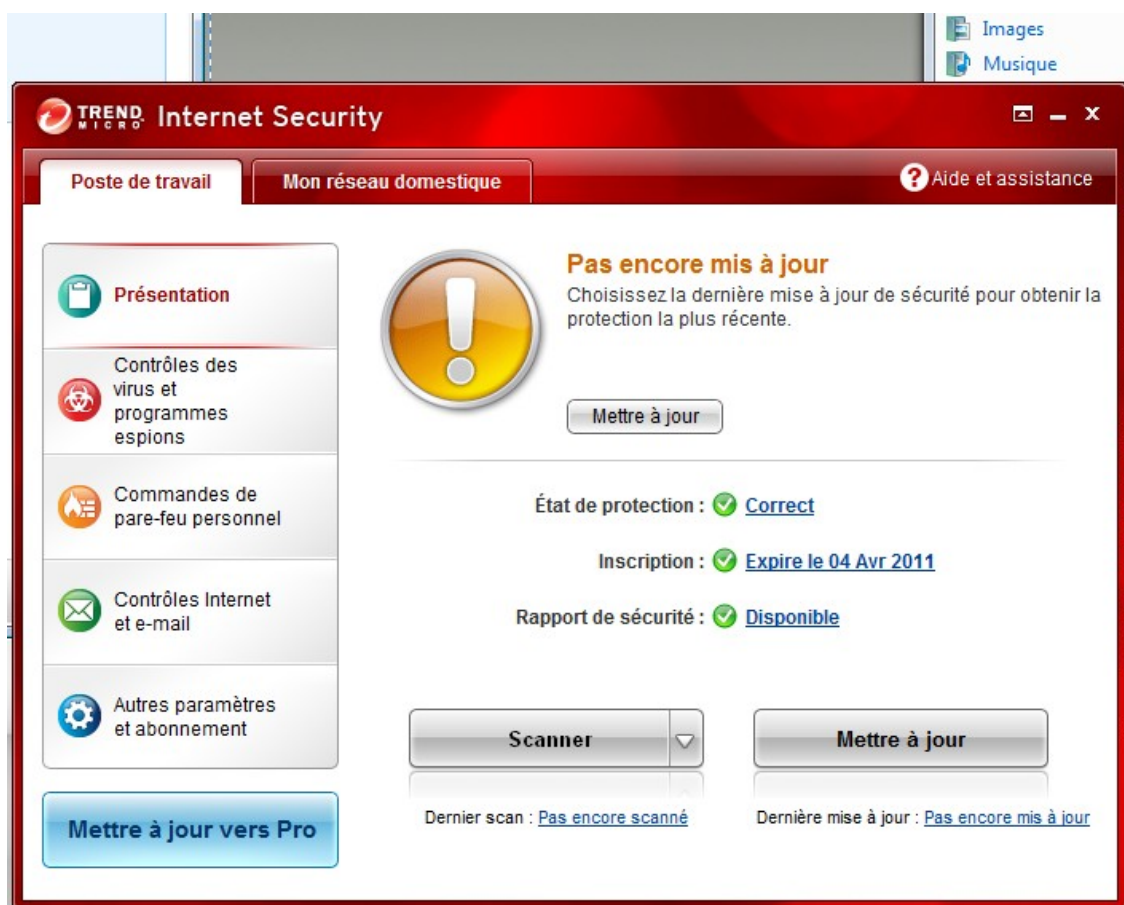 Images
Musique
TREND MICRO Internet Security
Poste de travail
Mon réseau domestique
Aide et assistance
Présentation
Contrôles des
virus et
programmes
espions
Commandes de
pare-feu personnel
Contrôles Internet
et e-mail
Autres paramètres
et abonnement
Mettre à jour vers Pro
Pas encore mis à jour
Choisissez la dernière mise à jour de sécurité pour obtenir la
protection la plus récente.
Mettre à jour
État de protection : Correct
Inscription : Expire le 04 Avr 2011
Rapport de sécurité : Disponible
Scanner
Mettre à jour
Dernier scan : Pas encore scanné
Dernière mise à jour : Pas encore mis à jour